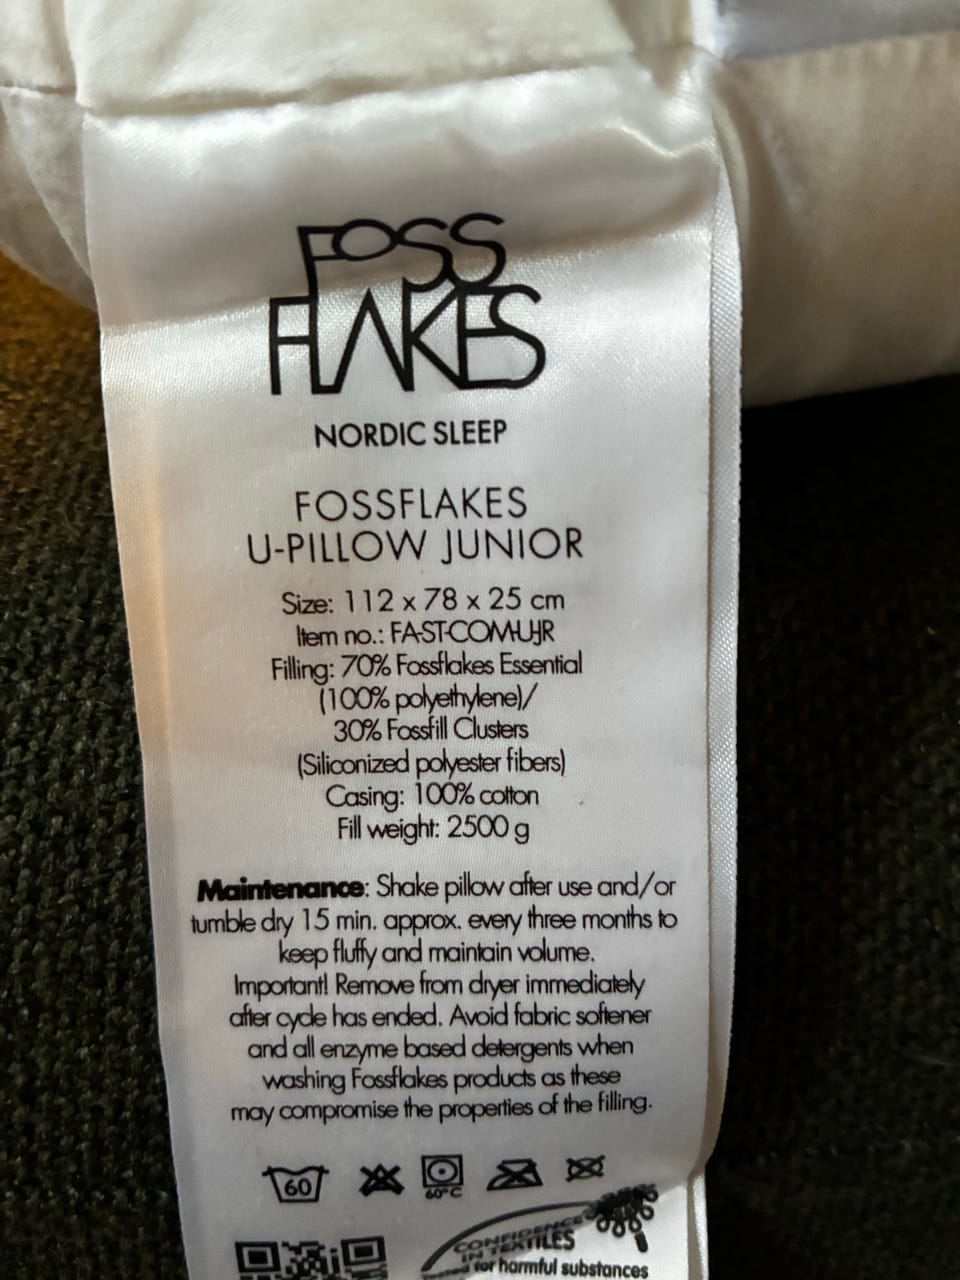 FOSS
FLAKES
NORDIC SLEEP
FOSSFLAKES
U-PILLOW JUNIOR
Size: 112 x 78 x 25 cm
Item no.: FA-ST-COM-U-JR
Filling: 70% Fossflakes Essential
(100% polyethylene)/
30% Fossfill Clusters
(Siliconized polyester fibers)
Casing: 100% cotton
Fill weight: 2500 g
Maintenance: Shake pillow after use and/or
tumble dry 15 min. approx. every three months to
keep fluffy and maintain volume.
Important! Remove from dryer immediately
after cycle has ended. Avoid fabric softener
and all enzyme based detergents when
washing Fossflakes products as these
may compromise the properties of the filling.
60
60°C
CONFIDENCE
IN TEXTILES
Tested for harmful substances